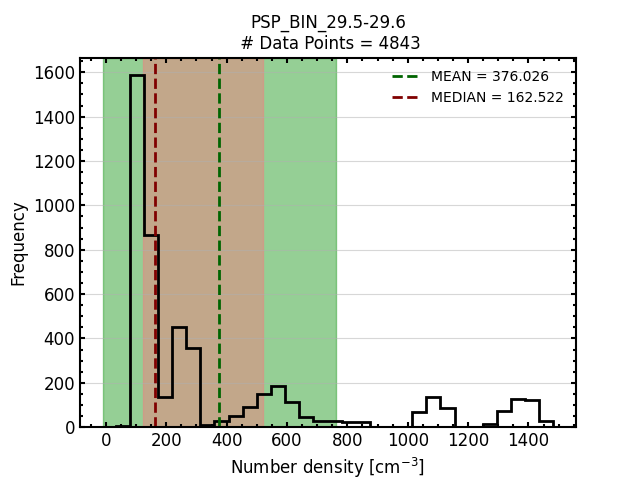 PSP_BIN_29.5-29.6
# Data Points = 4843
MEAN = 376.026
MEDIAN = 162.522
Frequency
1600
1400
1200
1000
800
600
400
200
0
0 200 400 600 800 1000 1200 1400
Number density [cm⁻³]